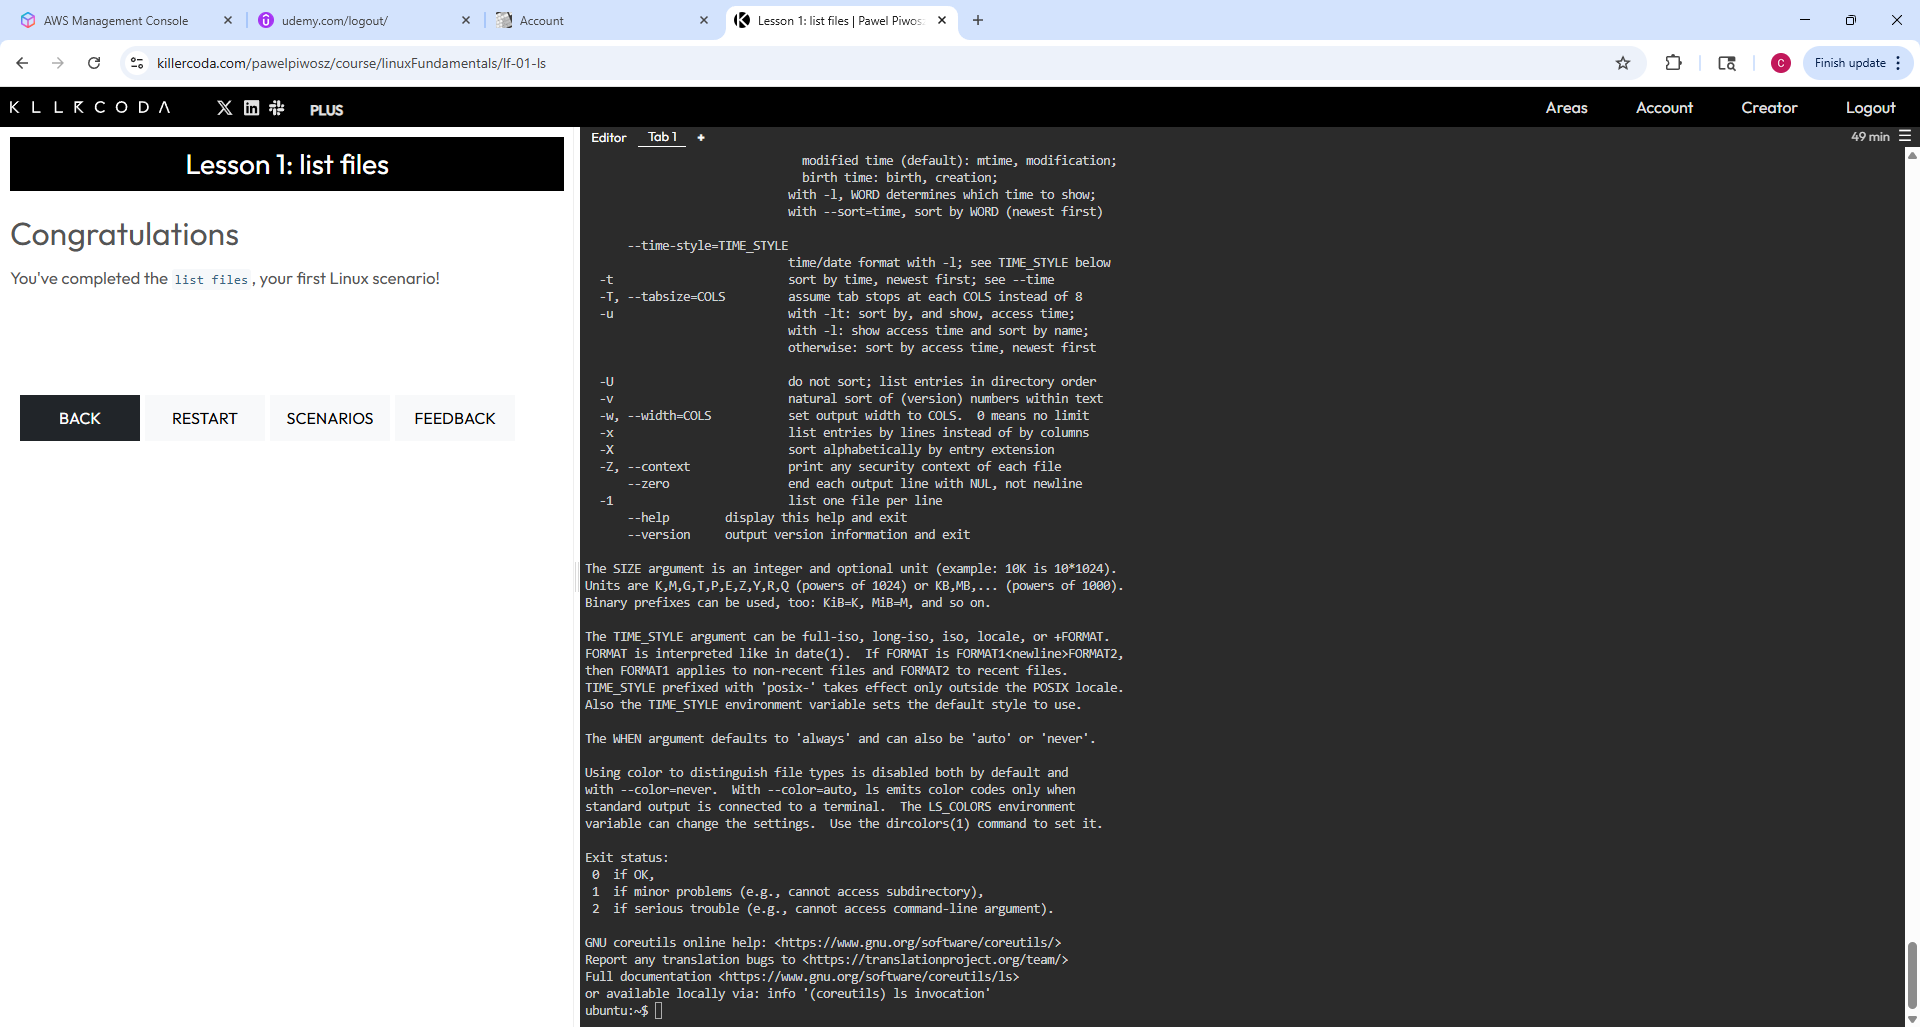 AWS Management Console
udemy.com/logout/
Account
Lesson 1: list files | Pawel Piwos
killercoda.com/pawelpiwosz/course/linuxFundamentals/lf-01-ls
C
Finish update
KLLRCODA
PLUS
Areas
Account
Creator
Logout
Lesson 1: list files
Congratulations
You've completed the list files, your first Linux scenario!
BACK
RESTART
SCENARIOS
FEEDBACK
Editor
Tab 1
+
49 min
modified time (default): mtime, modification;
birth time: birth, creation;
with -l, WORD determines which time to show;
with --sort=time, sort by WORD (newest first)
--time-style=TIME_STYLE
time/date format with -l; see TIME_STYLE below
-t sort by time, newest first; see --time
-T, --tabsize=COLS assume tab stops at each COLS instead of 8
-u with -lt: sort by, and show, access time;
with -l: show access time and sort by name;
otherwise: sort by access time, newest first
-U do not sort; list entries in directory order
-v natural sort of (version) numbers within text
-w, --width=COLS set output width to COLS. 0 means no limit
-x list entries by lines instead of by columns
-X sort alphabetically by entry extension
-Z, --context print any security context of each file
--zero end each output line with NUL, not newline
-1 list one file per line
--help display this help and exit
--version output version information and exit
The SIZE argument is an integer and optional unit (example: 10K is 10*1024).
Units are K,M,G,T,P,E,Z,Y,R,Q (powers of 1024) or KB,MB,... (powers of 1000).
Binary prefixes can be used, too: KiB=K, MiB=M, and so on.
The TIME_STYLE argument can be full-iso, long-iso, iso, locale, or +FORMAT.
FORMAT is interpreted like in date(1). If FORMAT is FORMAT1<newline>FORMAT2,
then FORMAT1 applies to non-recent files and FORMAT2 to recent files.
TIME_STYLE prefixed with 'posix-' takes effect only outside the POSIX locale.
Also the TIME_STYLE environment variable sets the default style to use.
The WHEN argument defaults to 'always' and can also be 'auto' or 'never'.
Using color to distinguish file types is disabled both by default and
with --color=never. With --color=auto, ls emits color codes only when
standard output is connected to a terminal. The LS_COLORS environment
variable can change the settings. Use the dircolors(1) command to set it.
Exit status:
0 if OK,
1 if minor problems (e.g., cannot access subdirectory),
2 if serious trouble (e.g., cannot access command-line argument).
GNU coreutils online help: <https://www.gnu.org/software/coreutils/>
Report any translation bugs to <https://translationproject.org/team/>
Full documentation <https://www.gnu.org/software/coreutils/ls>
or available locally via: info '(coreutils) ls invocation'
ubuntu:~$